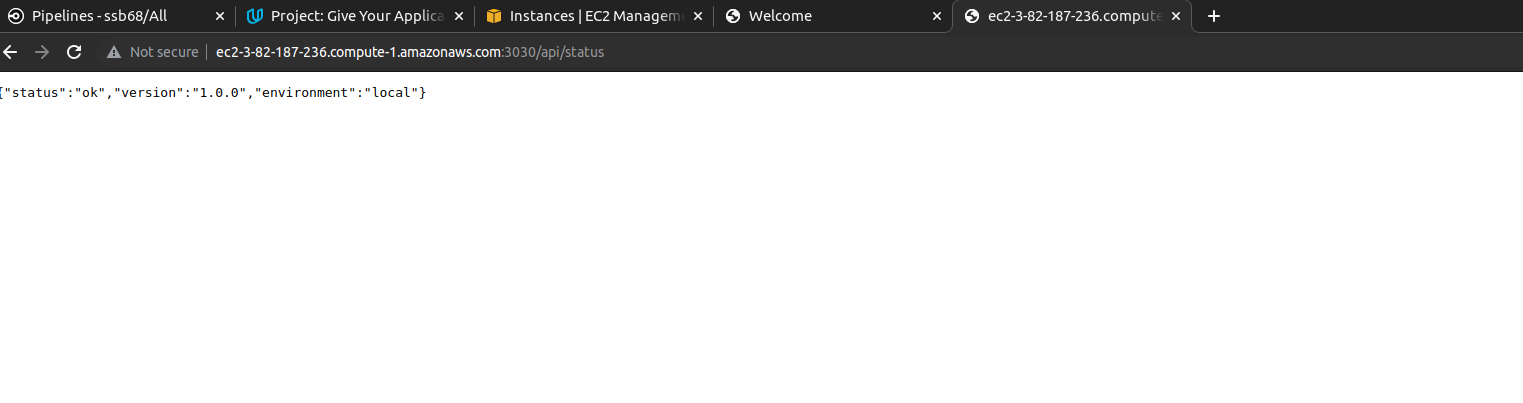 Pipelines - ssb68/All
Project: Give Your Applica
Instances | EC2 Managem
Welcome
ec2-3-82-187-236.compute
Not secure
ec2-3-82-187-236.compute-1.amazonaws.com:3030/api/status
{"status":"ok","version":"1.0.0","environment":"local"}